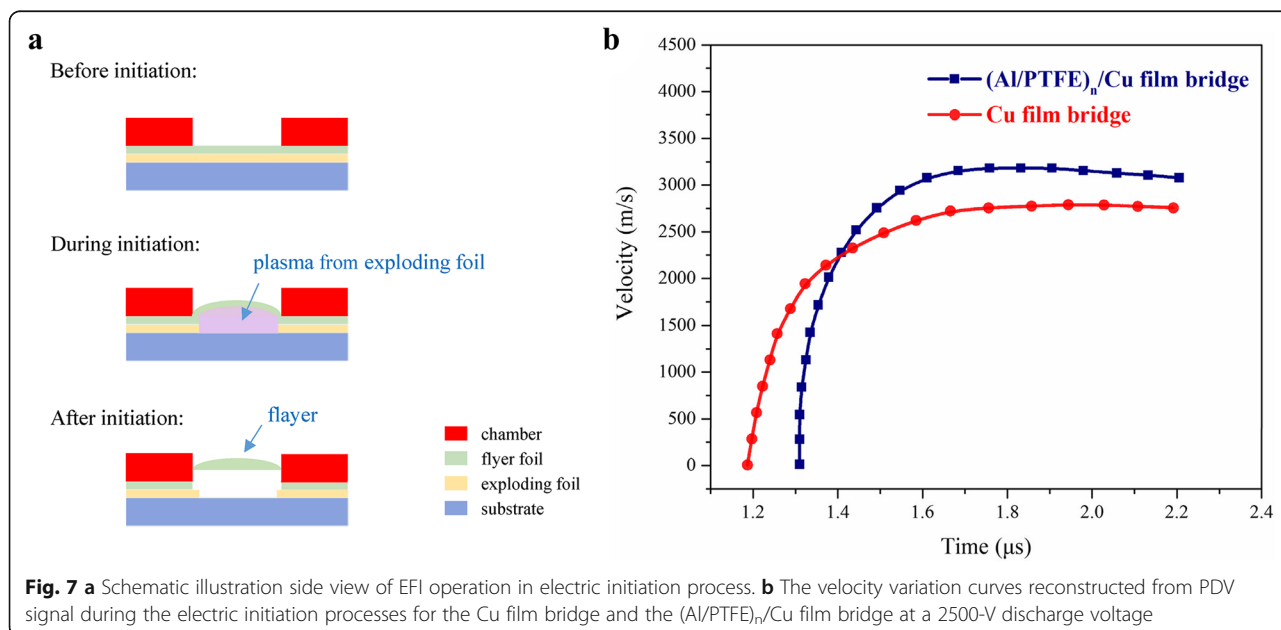 a
Before initiation:
During initiation:
plasma from exploding foil
After initiation:
flayer
chamber
flyer foil
exploding foil
substrate
b
4500
4000
3500
3000
2500
2000
1500
1000
500
0
Velocity (m/s)
(Al/PTFE)n/Cu film bridge
Cu film bridge
1.2 1.4 1.6 1.8 2.0 2.2 2.4
Time (μs)
Fig. 7 a Schematic illustration side view of EFI operation in electric initiation process. b The velocity variation curves reconstructed from PDV
signal during the electric initiation processes for the Cu film bridge and the (Al/PTFE)n/Cu film bridge at a 2500-V discharge voltage